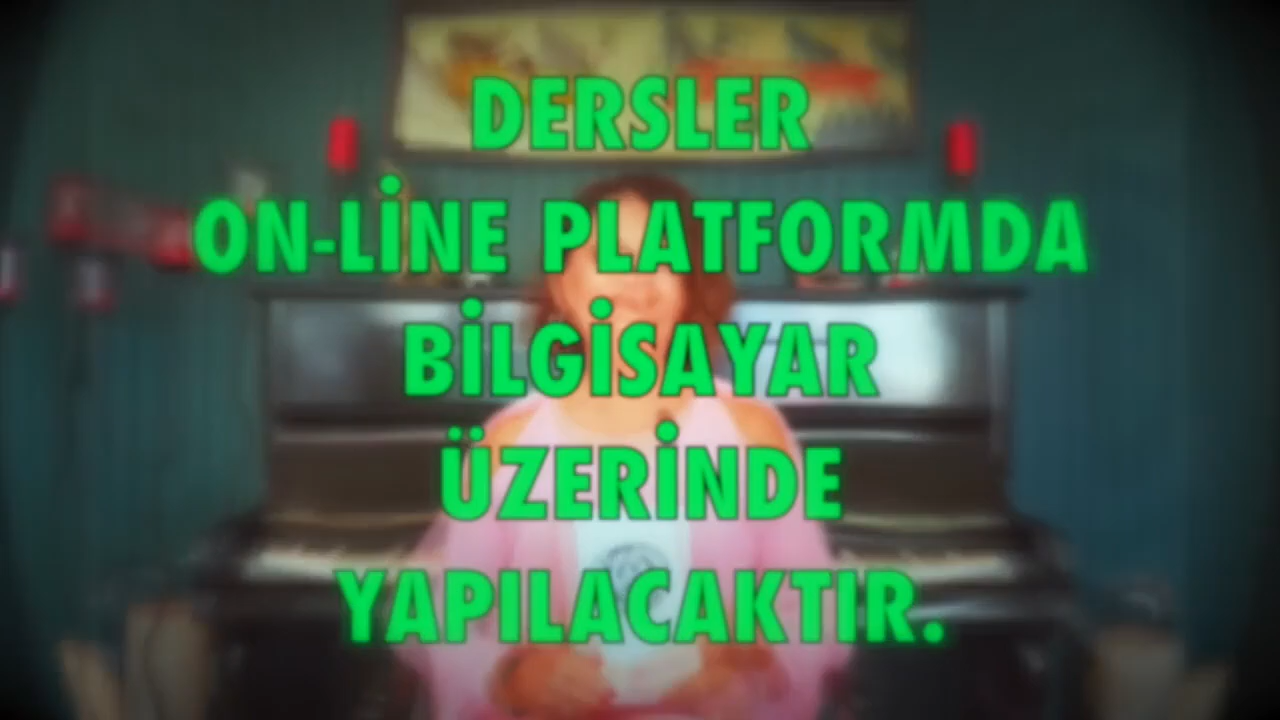 DERSLER
ON-LİNE PLATFORMDA
BİLGİSAYAR
ÜZERİNDE
YAPILACAKTIR.